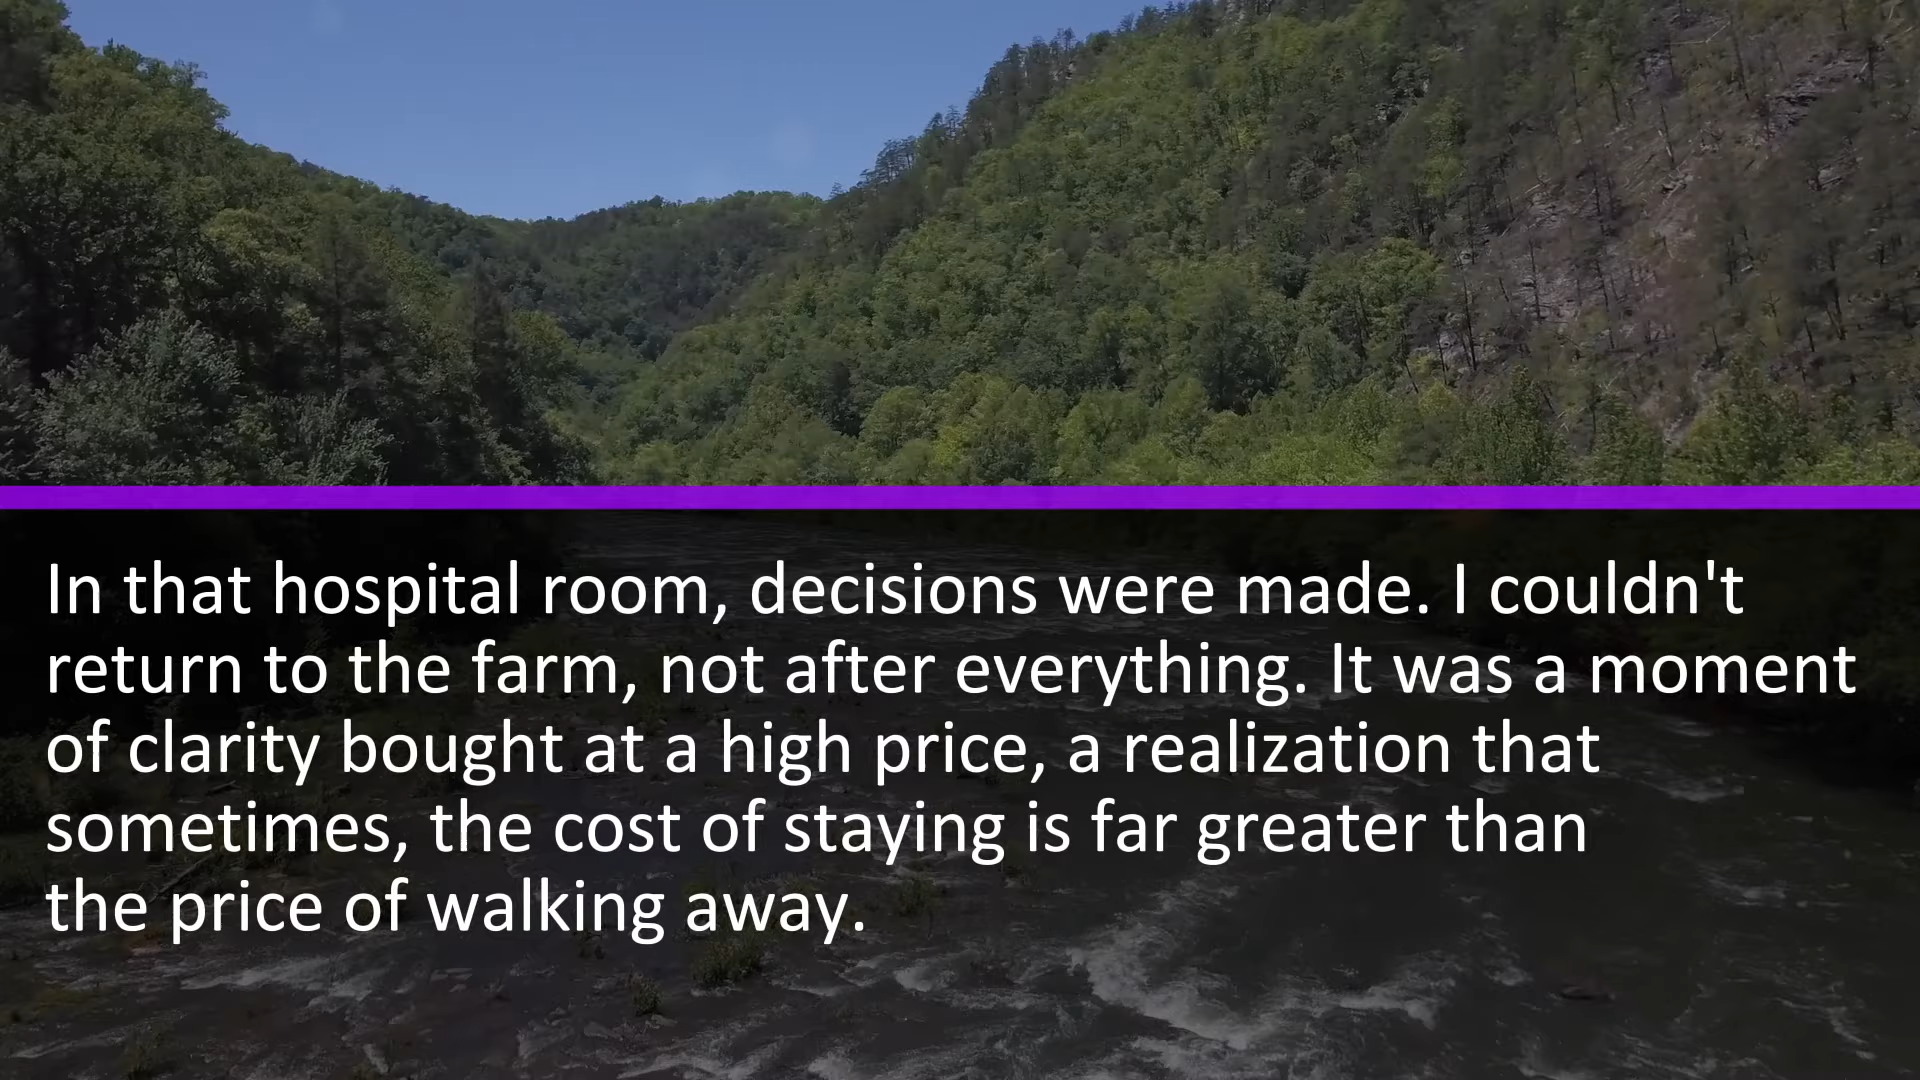 In that hospital room, decisions were made. I couldn't
return to the farm, not after everything. It was a moment
of clarity bought at a high price, a realization that
sometimes, the cost of staying is far greater than
the price of walking away.